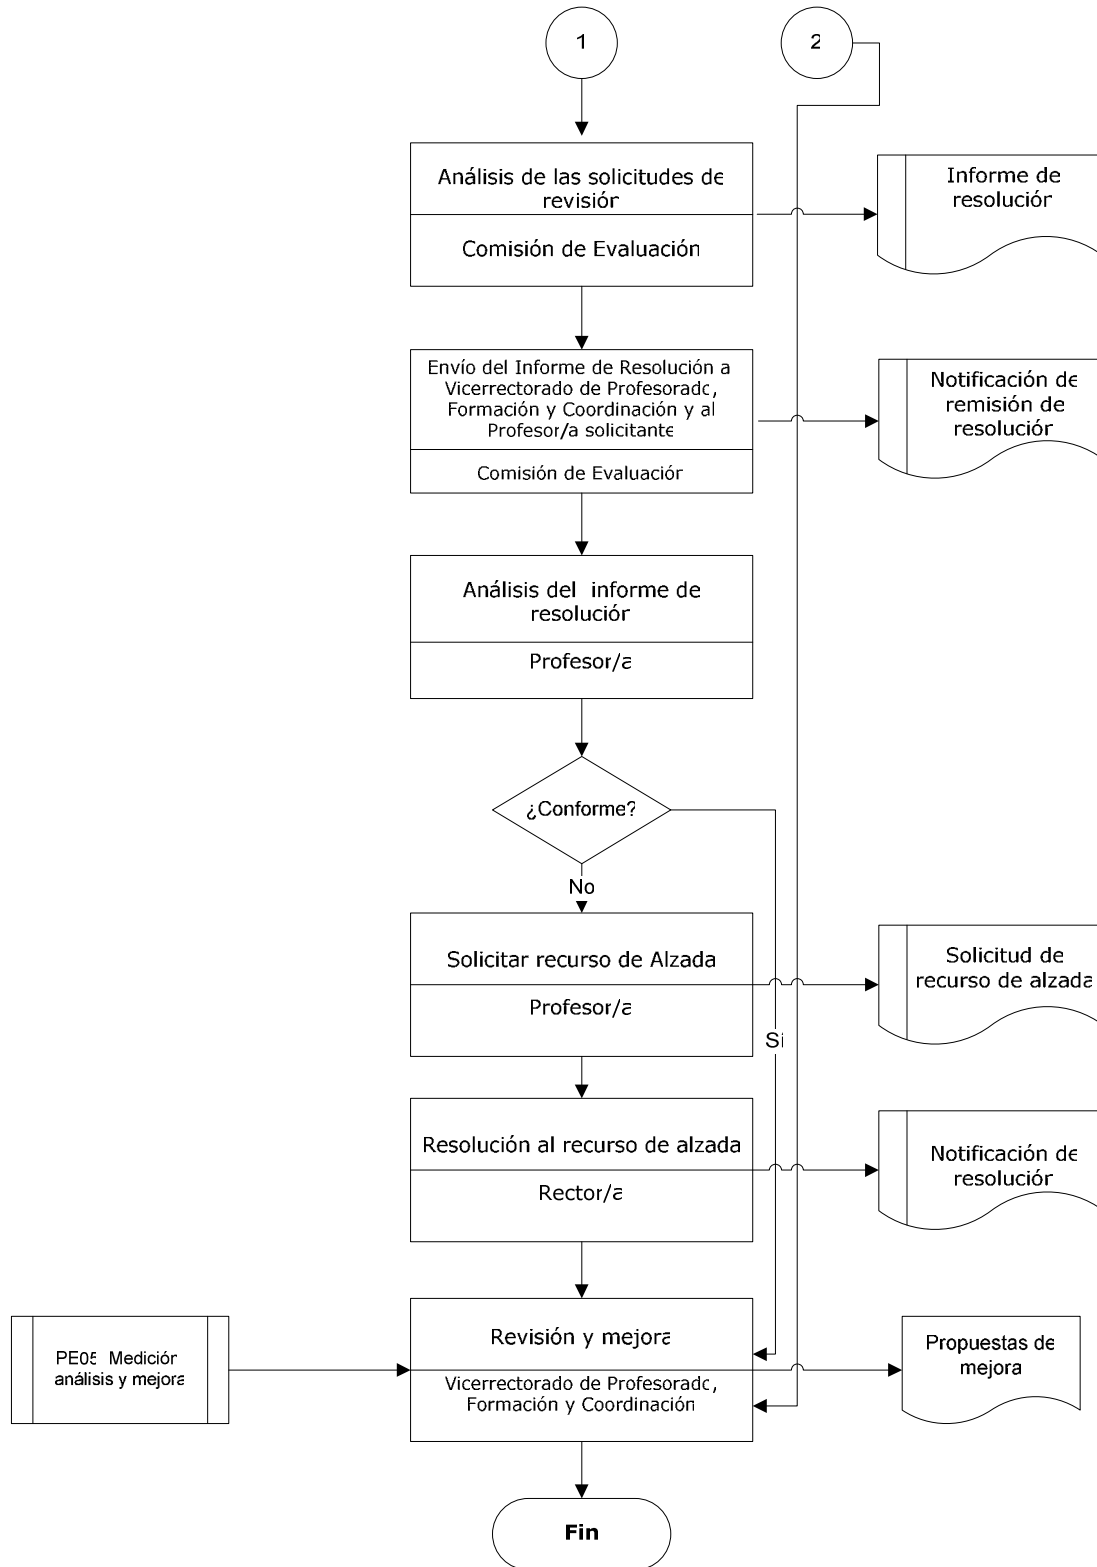 1
2
Análisis de las solicitudes de
revisión
Comisión de Evaluación
Informe de
resolución
Envío del Informe de Resolución a
Vicerrectorado de Profesorado,
Formación y Coordinación y al
Profesor/a solicitante
Comisión de Evaluación
Notificación de
remisión de
resolución
Análisis del informe de
resolución
Profesor/a
¿Conforme?
No
Solicitar recurso de Alzada
Profesor/a
Solicitud de
recurso de alzada
Sí
Resolución al recurso de alzada
Rector/a
Notificación de
resolución
PE05 Medición
análisis y mejora
Revisión y mejora
Vicerrectorado de Profesorado,
Formación y Coordinación
Propuestas de
mejora
Fin